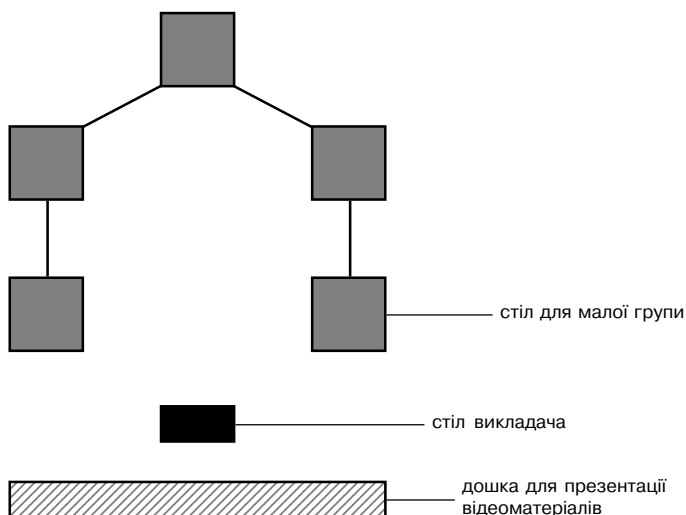 стіл для малої групи
стіл викладача
дошка для презентації
відеоматеріалів